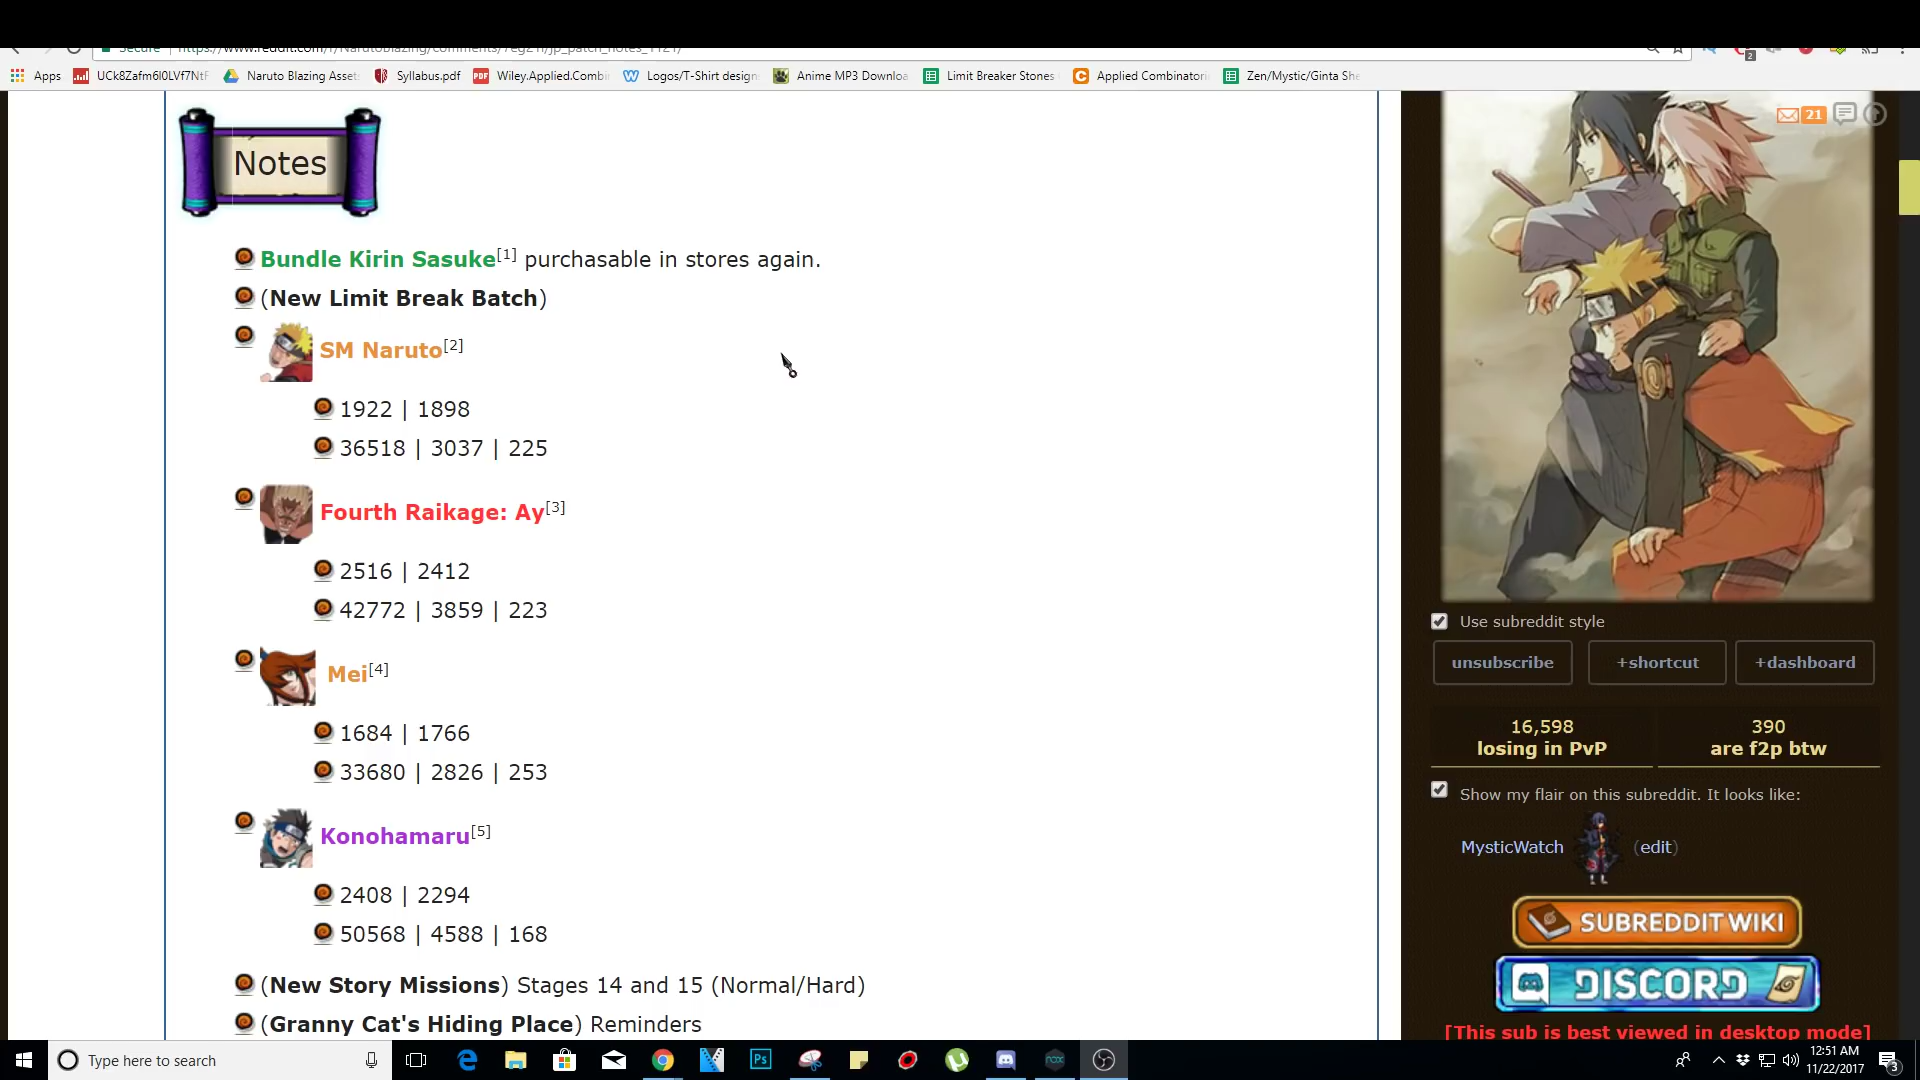 Secure
Apps
UCk8Zafm6I0LVf7NtF
Naruto Blazing Asset
Syllabus.pdf
Wiley.Applied.Combi
Logos/T-Shirt design
Anime MP3 Downloa
Limit Breaker Stones
Applied Combinatori
Zen/Mystic/Ginta She
Notes
21
Bundle Kirin Sasuke[1] purchasable in stores again.
(New Limit Break Batch)
SM Naruto[2]
1922 | 1898
36518 | 3037 | 225
Fourth Raikage: Ay[3]
2516 | 2412
42772 | 3859 | 223
Mei[4]
1684 | 1766
33680 | 2826 | 253
Konohamaru[5]
2408 | 2294
50568 | 4588 | 168
(New Story Missions) Stages 14 and 15 (Normal/Hard)
(Granny Cat's Hiding Place) Reminders
Use subreddit style
unsubscribe
+shortcut
+dashboard
16,598
losing in PvP
390
are f2p btw
Show my flair on this subreddit. It looks like:
MysticWatch
(edit)
SUBREDDIT WIKI
DISCORD
[This sub is best viewed in desktop mode]
Type here to search
12:51 AM
11/22/2017
3